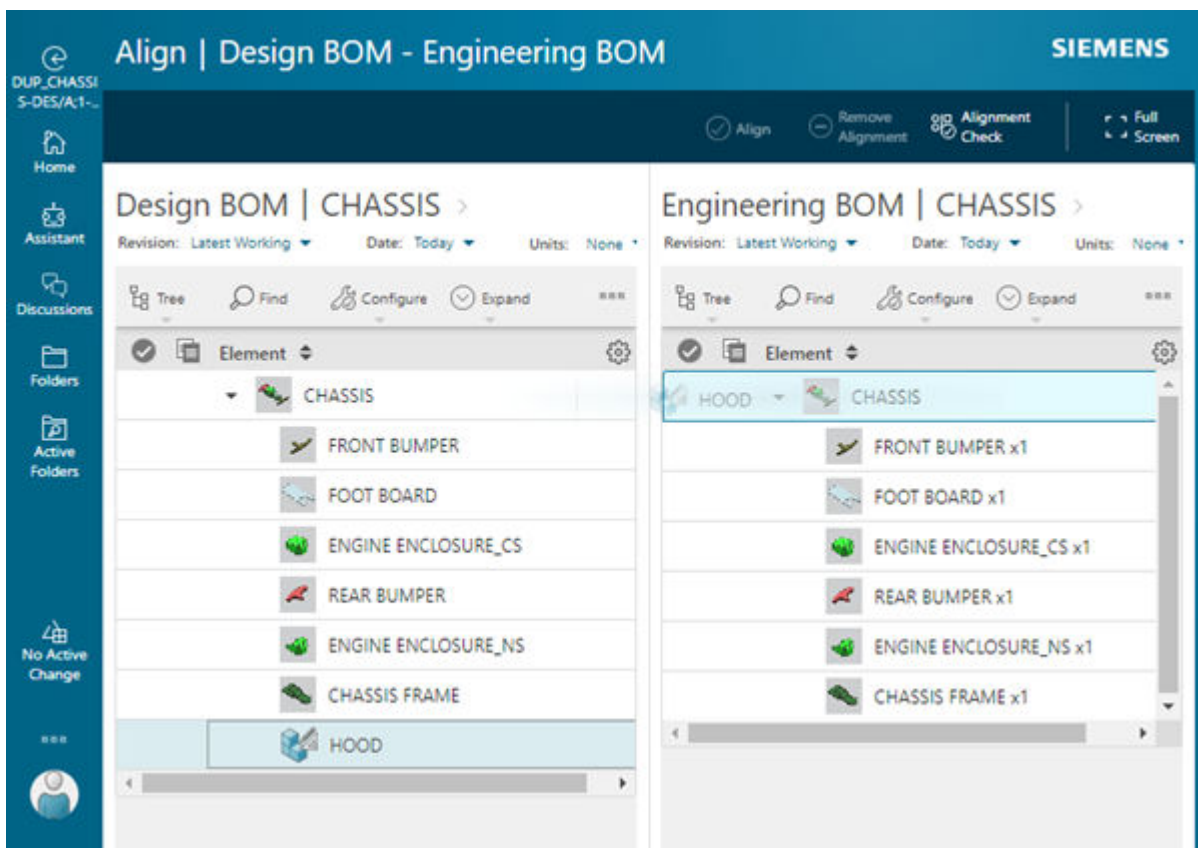 Align | Design BOM - Engineering BOM
SIEMENS
DUP_CHASSI
S-DES/A;1-...
Home
Assistant
Discussions
Folders
Active
Folders
No Active
Change
Align
Remove
Alignment
Alignment
Check
Full
Screen
Design BOM | CHASSIS
Revision: Latest Working Date: Today Units: None
Tree Find Configure Expand
Element
CHASSIS
FRONT BUMPER
FOOT BOARD
ENGINE ENCLOSURE_CS
REAR BUMPER
ENGINE ENCLOSURE_NS
CHASSIS FRAME
HOOD
Engineering BOM | CHASSIS
Revision: Latest Working Date: Today Units: None
Tree Find Configure Expand
Element
HOOD CHASSIS
FRONT BUMPER x1
FOOT BOARD x1
ENGINE ENCLOSURE_CS x1
REAR BUMPER x1
ENGINE ENCLOSURE_NS x1
CHASSIS FRAME x1